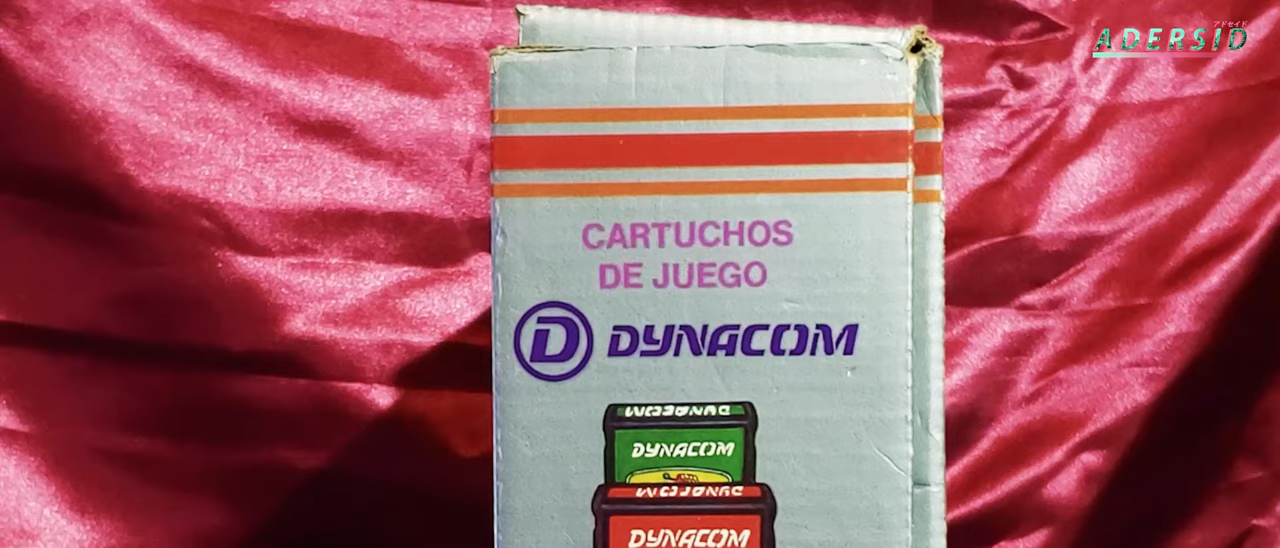 アドセイド
ADERSID
CARTUCHOS
DE JUEGO
D DYNACOM
DYNACOM
DYNACOM
DYNACOM
DYNACOM